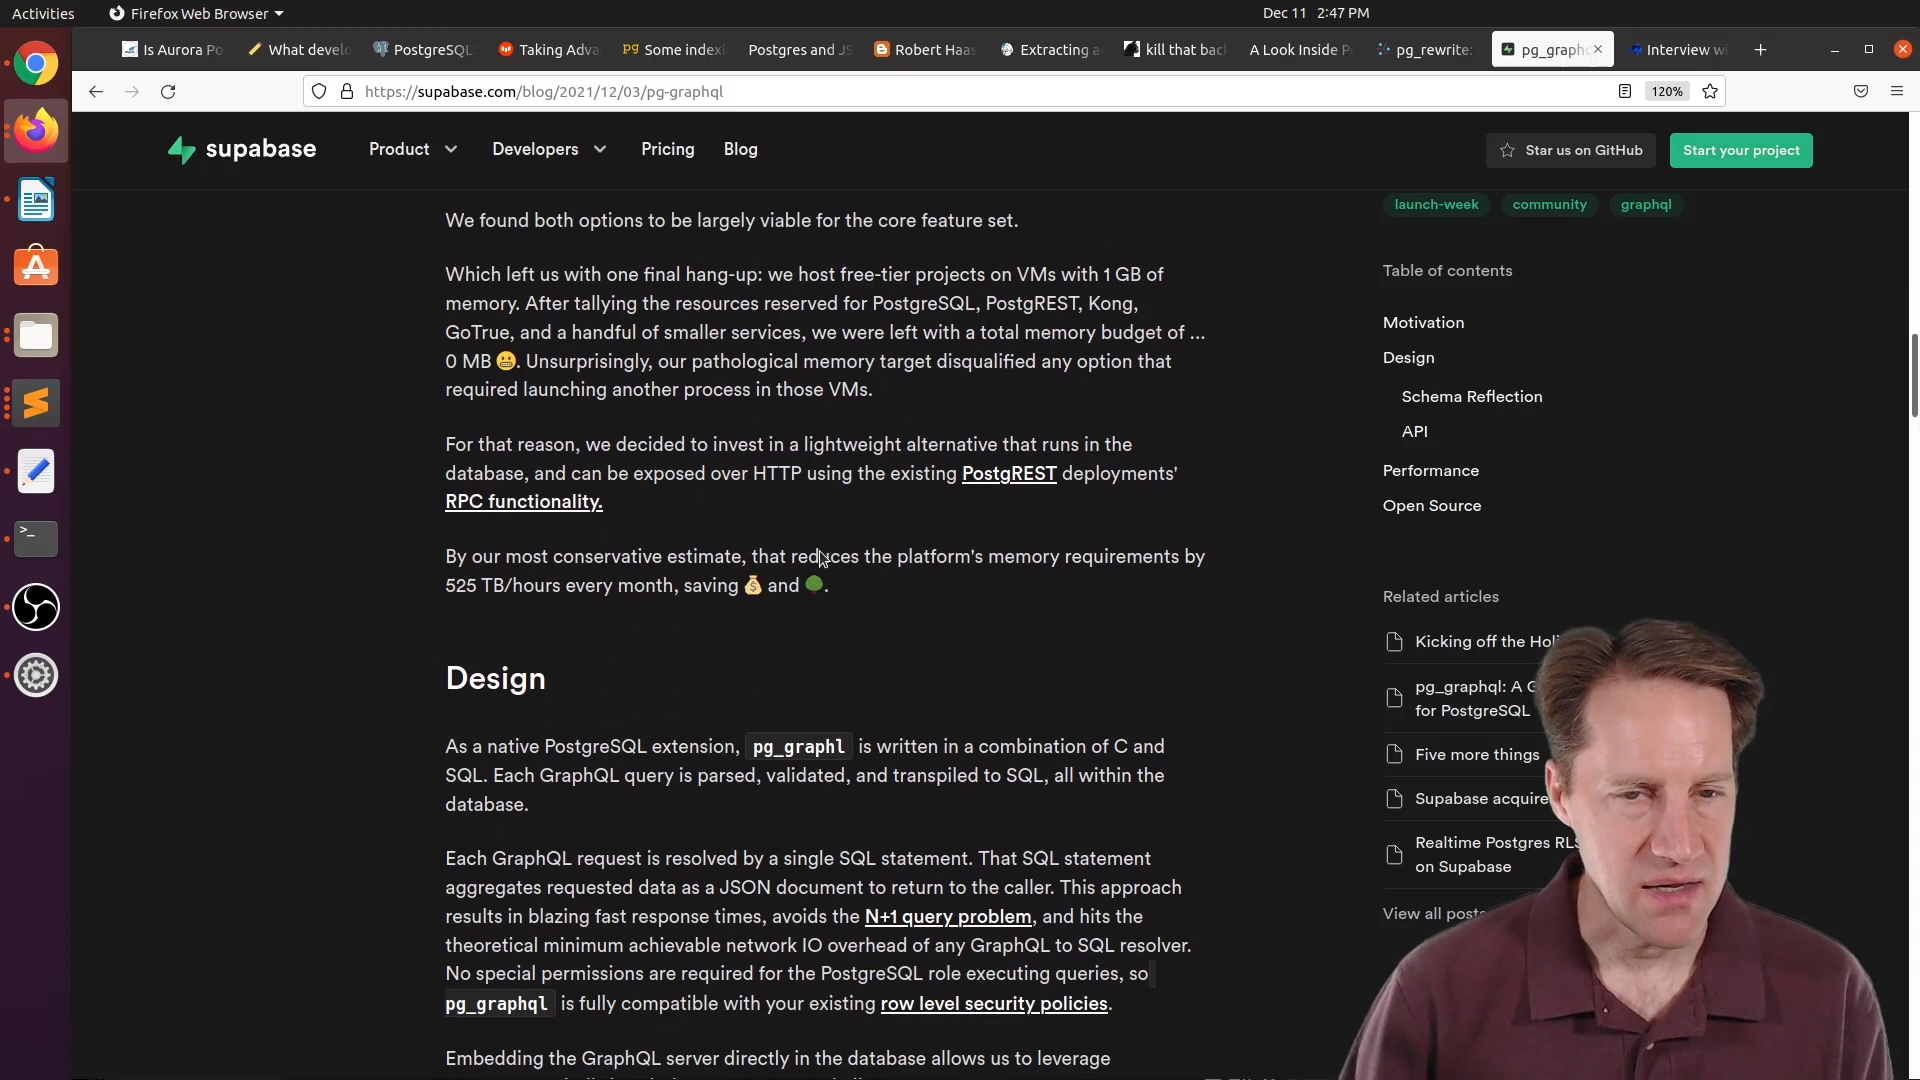 Activities
Firefox Web Browser
Dec 11 2:47 PM
Is Aurora Po
What develo
PostgreSQL
Taking Adva
Some indexi
Postgres and JS
Robert Haas
Extracting a
kill that back
A Look Inside P
pg_rewrite:
pg_graphq
Interview wi
https://supabase.com/blog/2021/12/03/pg-graphql
120%
supabase
Product
Developers
Pricing
Blog
Star us on GitHub
Start your project
We found both options to be largely viable for the core feature set.
Which left us with one final hang-up: we host free-tier projects on VMs with 1 GB of
memory. After tallying the resources reserved for PostgreSQL, PostgREST, Kong,
GoTrue, and a handful of smaller services, we were left with a total memory budget of ...
0 MB 😬. Unsurprisingly, our pathological memory target disqualified any option that
required launching another process in those VMs.
For that reason, we decided to invest in a lightweight alternative that runs in the
database, and can be exposed over HTTP using the existing PostgREST deployments'
RPC functionality.
By our most conservative estimate, that reduces the platform's memory requirements by
525 TB/hours every month, saving 💰 and 🌳.
Design
As a native PostgreSQL extension, pg_graphl is written in a combination of C and
SQL. Each GraphQL query is parsed, validated, and transpiled to SQL, all within the
database.
Each GraphQL request is resolved by a single SQL statement. That SQL statement
aggregates requested data as a JSON document to return to the caller. This approach
results in blazing fast response times, avoids the N+1 query problem, and hits the
theoretical minimum achievable network IO overhead of any GraphQL to SQL resolver.
No special permissions are required for the PostgreSQL role executing queries, so
pg_graphql is fully compatible with your existing row level security policies.
Embedding the GraphQL server directly in the database allows us to leverage
launch-week
community
graphql
Table of contents
Motivation
Design
Schema Reflection
API
Performance
Open Source
Related articles
Kicking off the Holi
pg_graphql: A G
for PostgreSQL
Five more things
Supabase acquire
Realtime Postgres RLS
on Supabase
View all posts